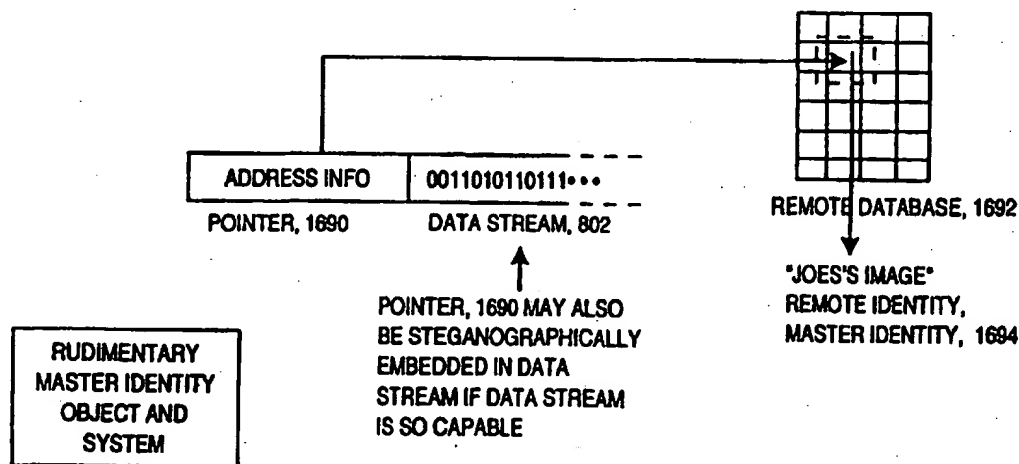 ADDRESS INFO
0011010110111•••
POINTER, 1690
DATA STREAM, 802
REMOTE DATABASE, 1692
"JOES'S IMAGE"
REMOTE IDENTITY,
MASTER IDENTITY, 1694
POINTER, 1690 MAY ALSO
BE STEGANOGRAPHICALLY
EMBEDDED IN DATA
STREAM IF DATA STREAM
IS SO CAPABLE
RUDIMENTARY
MASTER IDENTITY
OBJECT AND
SYSTEM